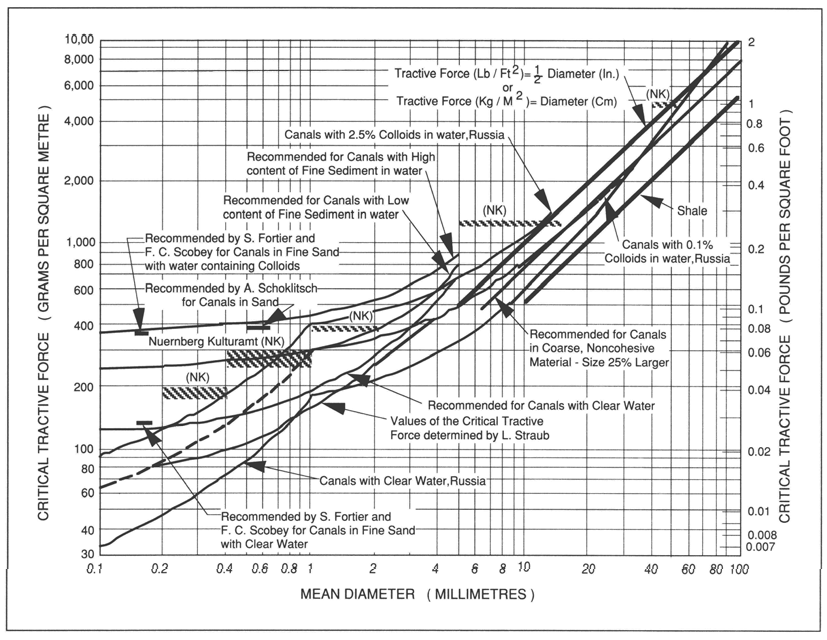 10,00
8,000
6,000
4,000
2,000
1,000
800
600
400
200
100
80
60
40
30
CRITICAL TRACTIVE FORCE ( GRAMS PER SQUARE METRE)
Tractive Force (Lb / Ft2)= 1/2 Diameter (In.)
or
Tractive Force (Kg / M2)= Diameter (Cm)
(NK)
Canals with 2.5% Colloids in water,Russia
Recommended for Canals with High
content of Fine Sediment in water
Recommended for Canals with Low
content of Fine Sediment in water
(NK)
Shale
Canals with 0.1%
Colloids in water,Russia
Recommended by S. Fortier and
F. C. Scobey for Canals in Fine Sand
with water containing Colloids
Recommended by A. Schoklitsch
for Canals in Sand
(NK)
Nuernberg Kulturamt (NK)
(NK)
Recommended for Canals
in Coarse, Noncohesive
Material - Size 25% Larger
Recommended for Canals with Clear Water
Values of the Critical Tractive
Force determined by L. Straub
Canals with Clear Water,Russia
Recommended by S. Fortier and
F. C. Scobey for Canals in Fine Sand
with Clear Water
2
1
0.8
0.6
0.4
0.2
0.1
0.08
0.06
0.04
0.02
0.01
0.008
0.007
CRITICAL TRACTIVE FORCE ( POUNDS PER SQUARE FOOT)
0.1 0.2 0.4 0.6 0.8 1 2 4 6 8 10 20 40 60 80 100
MEAN DIAMETER ( MILLIMETRES )